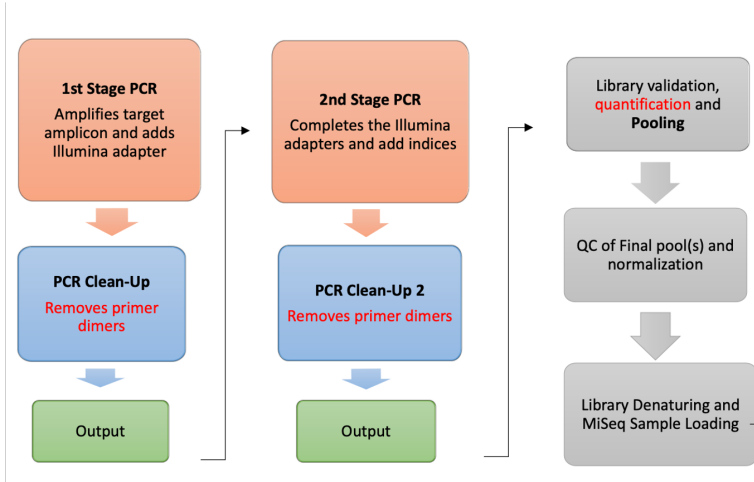 1st Stage PCR
Amplifies target
amplicon and adds
Illumina adapter
PCR Clean-Up
Removes primer
dimers
Output
2nd Stage PCR
Completes the Illumina
adapters and add indices
PCR Clean-Up 2
Removes primer dimers
Output
Library validation,
quantification and
Pooling
QC of Final pool(s) and
normalization
Library Denaturing and
MiSeq Sample Loading